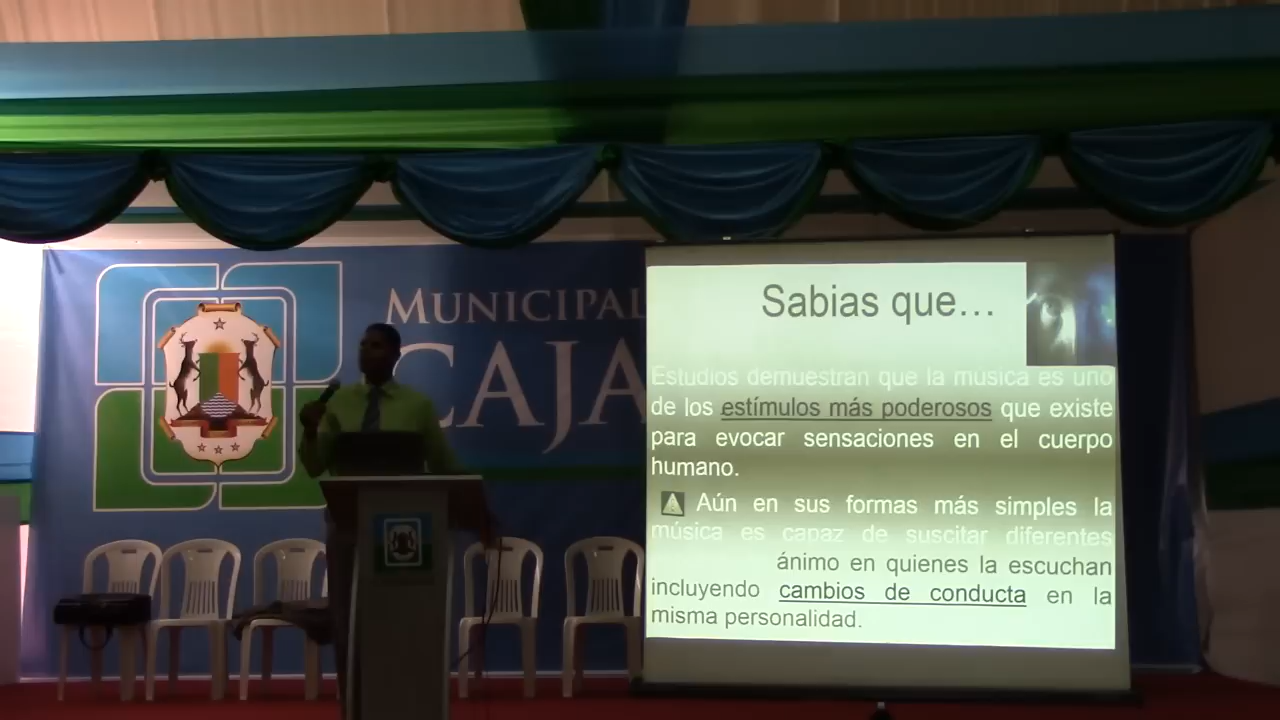 MUNICIPAL
CAJA
Sabias que...
Estudios demuestran que la musica es uno
de los estímulos más poderosos que existe
para evocar sensaciones en el cuerpo
humano.
Aún en sus formas más simples la
música es capaz de suscitar diferentes
ánimo en quienes la escuchan
incluyendo cambios de conducta en la
misma personalidad.